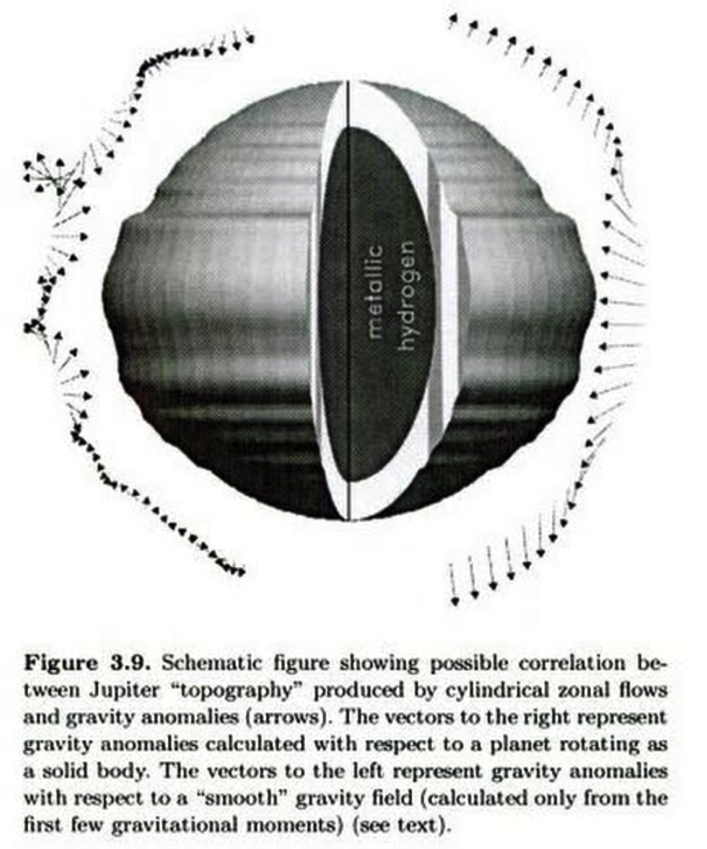 metallic
hydrogen
Figure 3.9. Schematic figure showing possible correlation be-
tween Jupiter “topography” produced by cylindrical zonal flows
and gravity anomalies (arrows). The vectors to the right represent
gravity anomalies calculated with respect to a planet rotating as
a solid body. The vectors to the left represent gravity anomalies
with respect to a “smooth” gravity field (calculated only from the
first few gravitational moments) (see text).